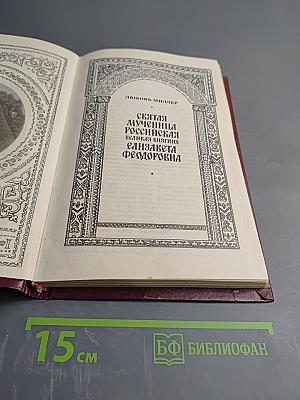 ЛЮБОВЬ МИЛЛЕР
СВЯТАЯ
МУЧЕНИЦА
РОССИЙСКАЯ
ВЕЛИКАЯ КНЯГИНЯ
ЕЛИЗАВЕТА
ФЕОДОРОВНА
15 см
БФ БИБЛИОФАН